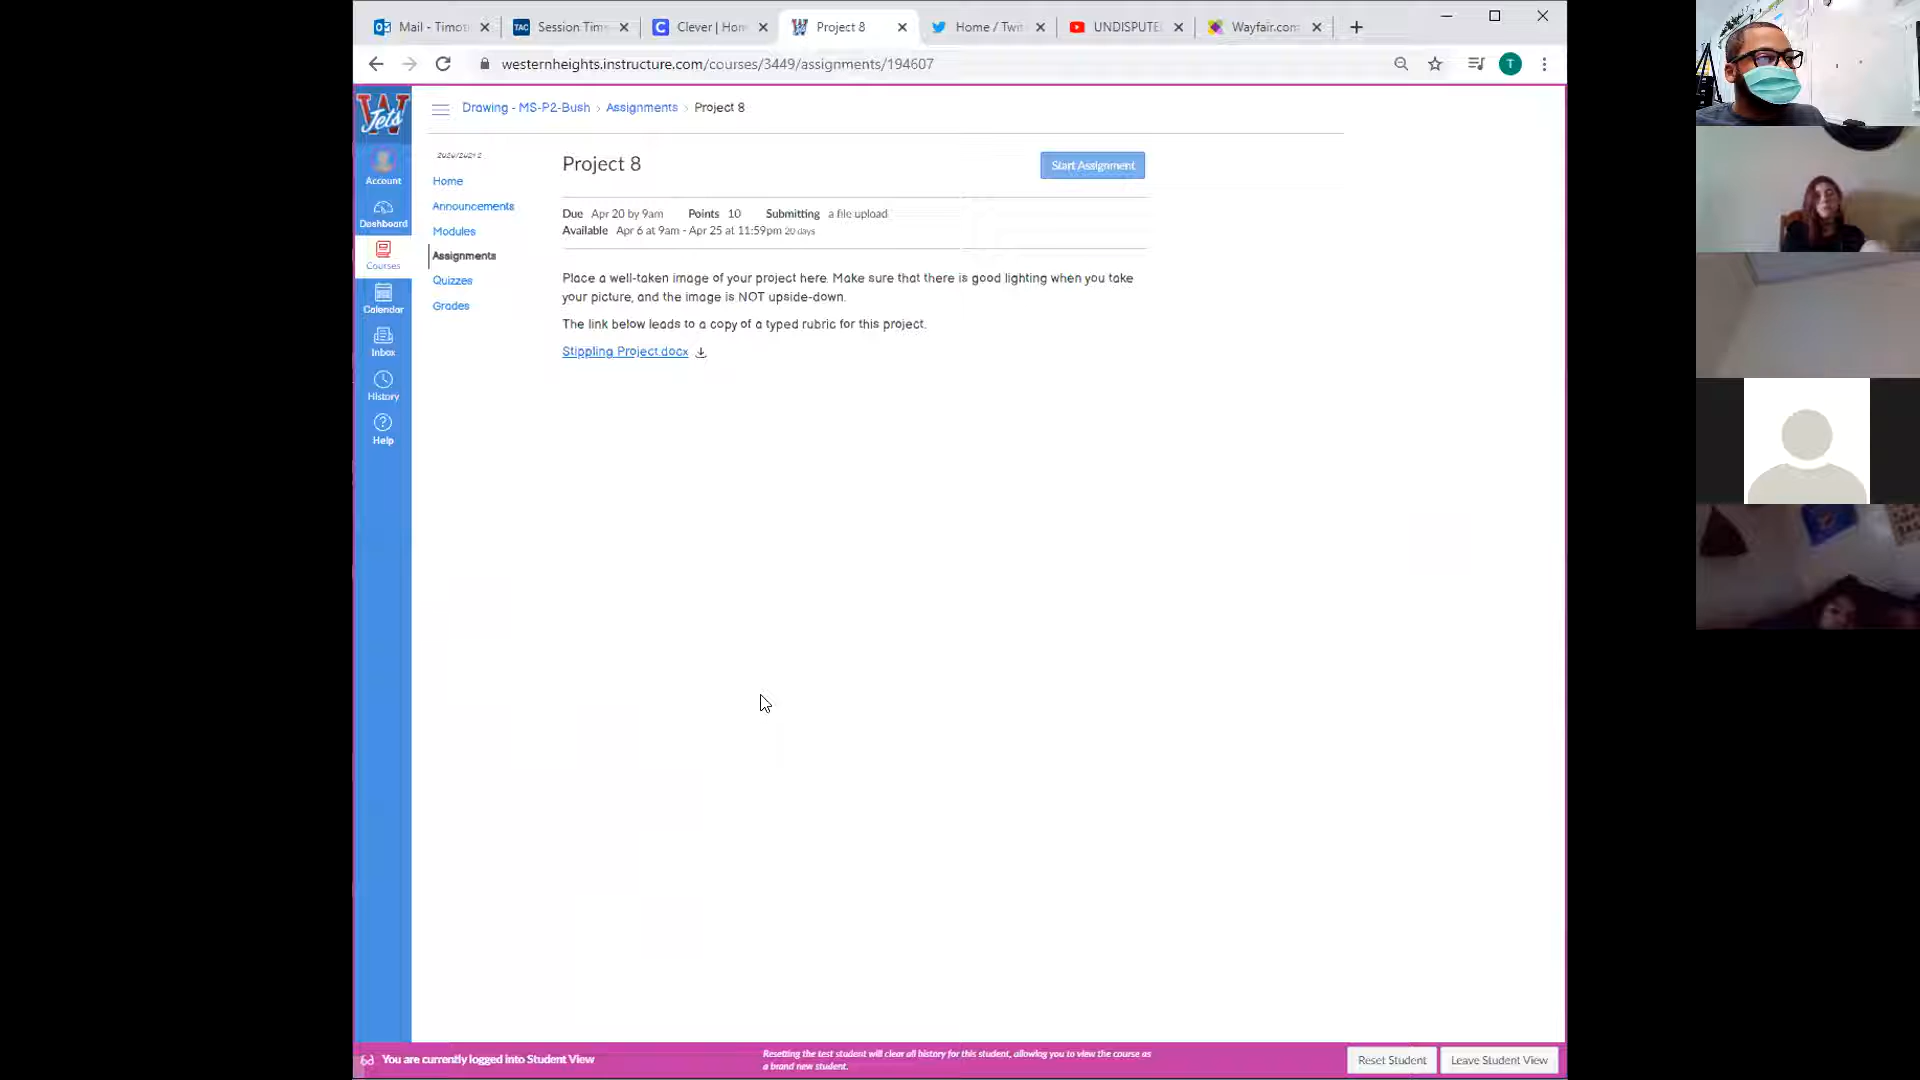 Mail - Timot
Session Time
Clever | Hom
Project 8
Home / Twit
UNDISPUTE
Wayfair.com
westernheights.instructure.com/courses/3449/assignments/194607
T
W
Jets
Drawing - MS-P2-Bush › Assignments › Project 8
Account
Dashboard
Courses
Calendar
Inbox
History
Help
Home
Announcements
Modules
Assignments
Quizzes
Grades
Project 8
Start Assignment
Due Apr 20 by 9am Points 10 Submitting a file upload
Available Apr 6 at 9am - Apr 25 at 11:59pm 20 days
Place a well-taken image of your project here. Make sure that there is good lighting when you take
your picture, and the image is NOT upside-down.
The link below leads to a copy of a typed rubric for this project.
Stippling Project.docx
You are currently logged into Student View
Resetting the test student will clear all history for this student, allowing you to view the course as
a brand new student.
Reset Student
Leave Student View